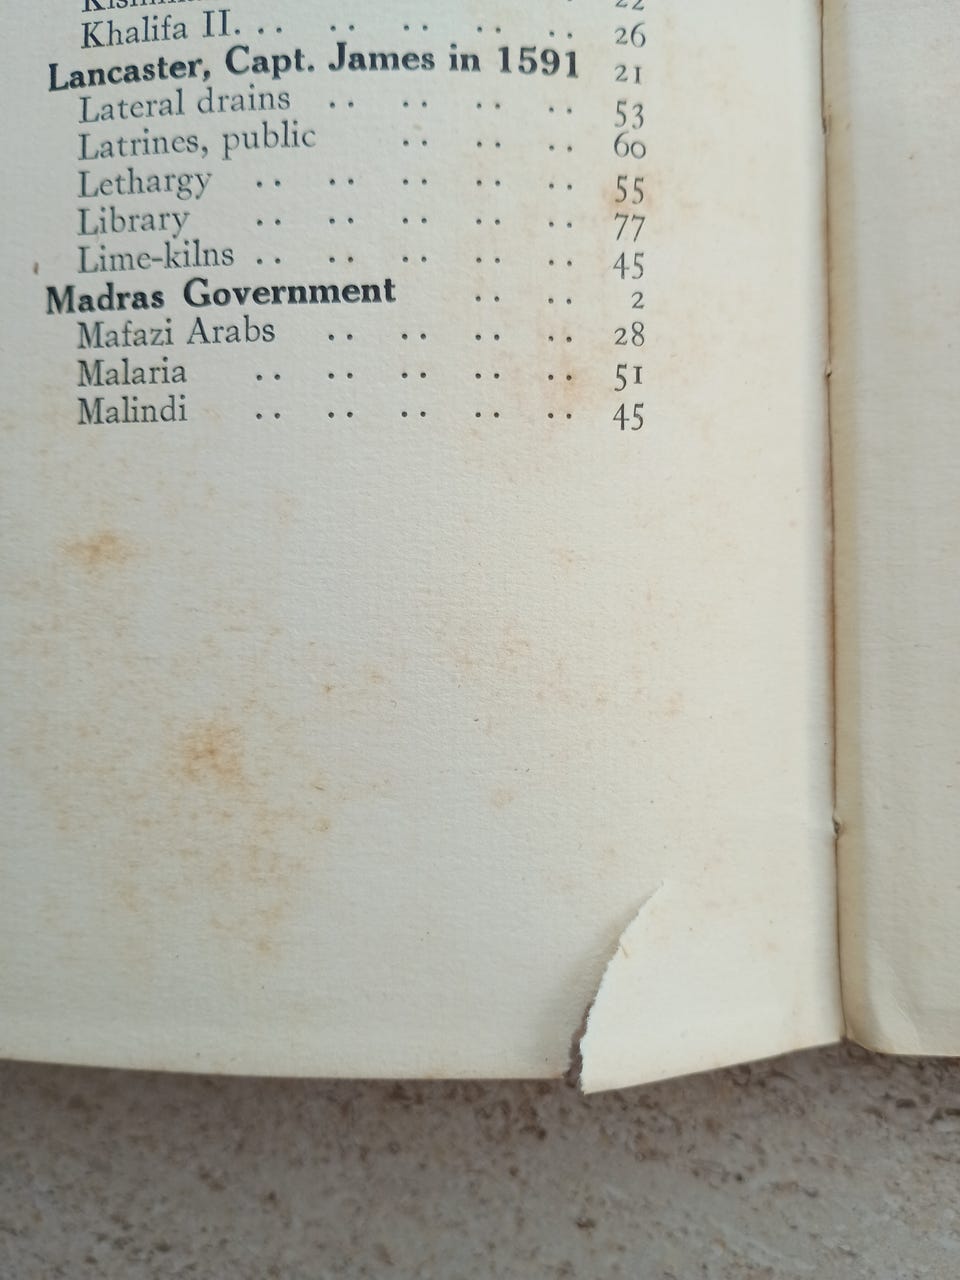 Khalifa II. . . . . . . . . . . 26
Lancaster, Capt. James in 1591 21
Lateral drains . . . . . . . . 53
Latrines, public . . . . . . 60
Lethargy . . . . . . . . . . 55
Library . . . . . . . . . . 77
Lime-kilns . . . . . . . . . . 45
Madras Government . . . . 2
Mafazi Arabs . . . . . . . . 28
Malaria . . . . . . . . . . 51
Malindi . . . . . . . . . . 45